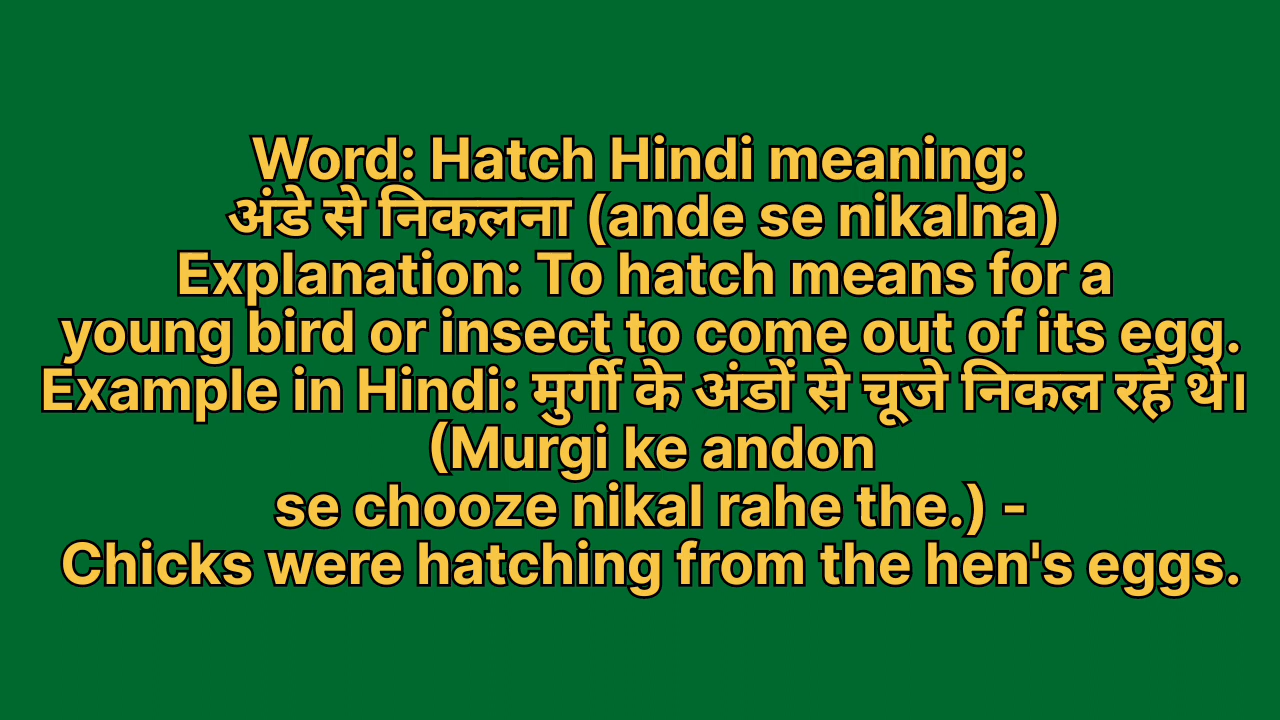 Word: Hatch Hindi meaning:
अंडे से निकलना (ande se nikalna)
Explanation: To hatch means for a
young bird or insect to come out of its egg.
Example in Hindi: मुर्गी के अंडों से चूजे निकल रहे थे।
(Murgi ke andon
se chooze nikal rahe the.) -
Chicks were hatching from the hen's eggs.